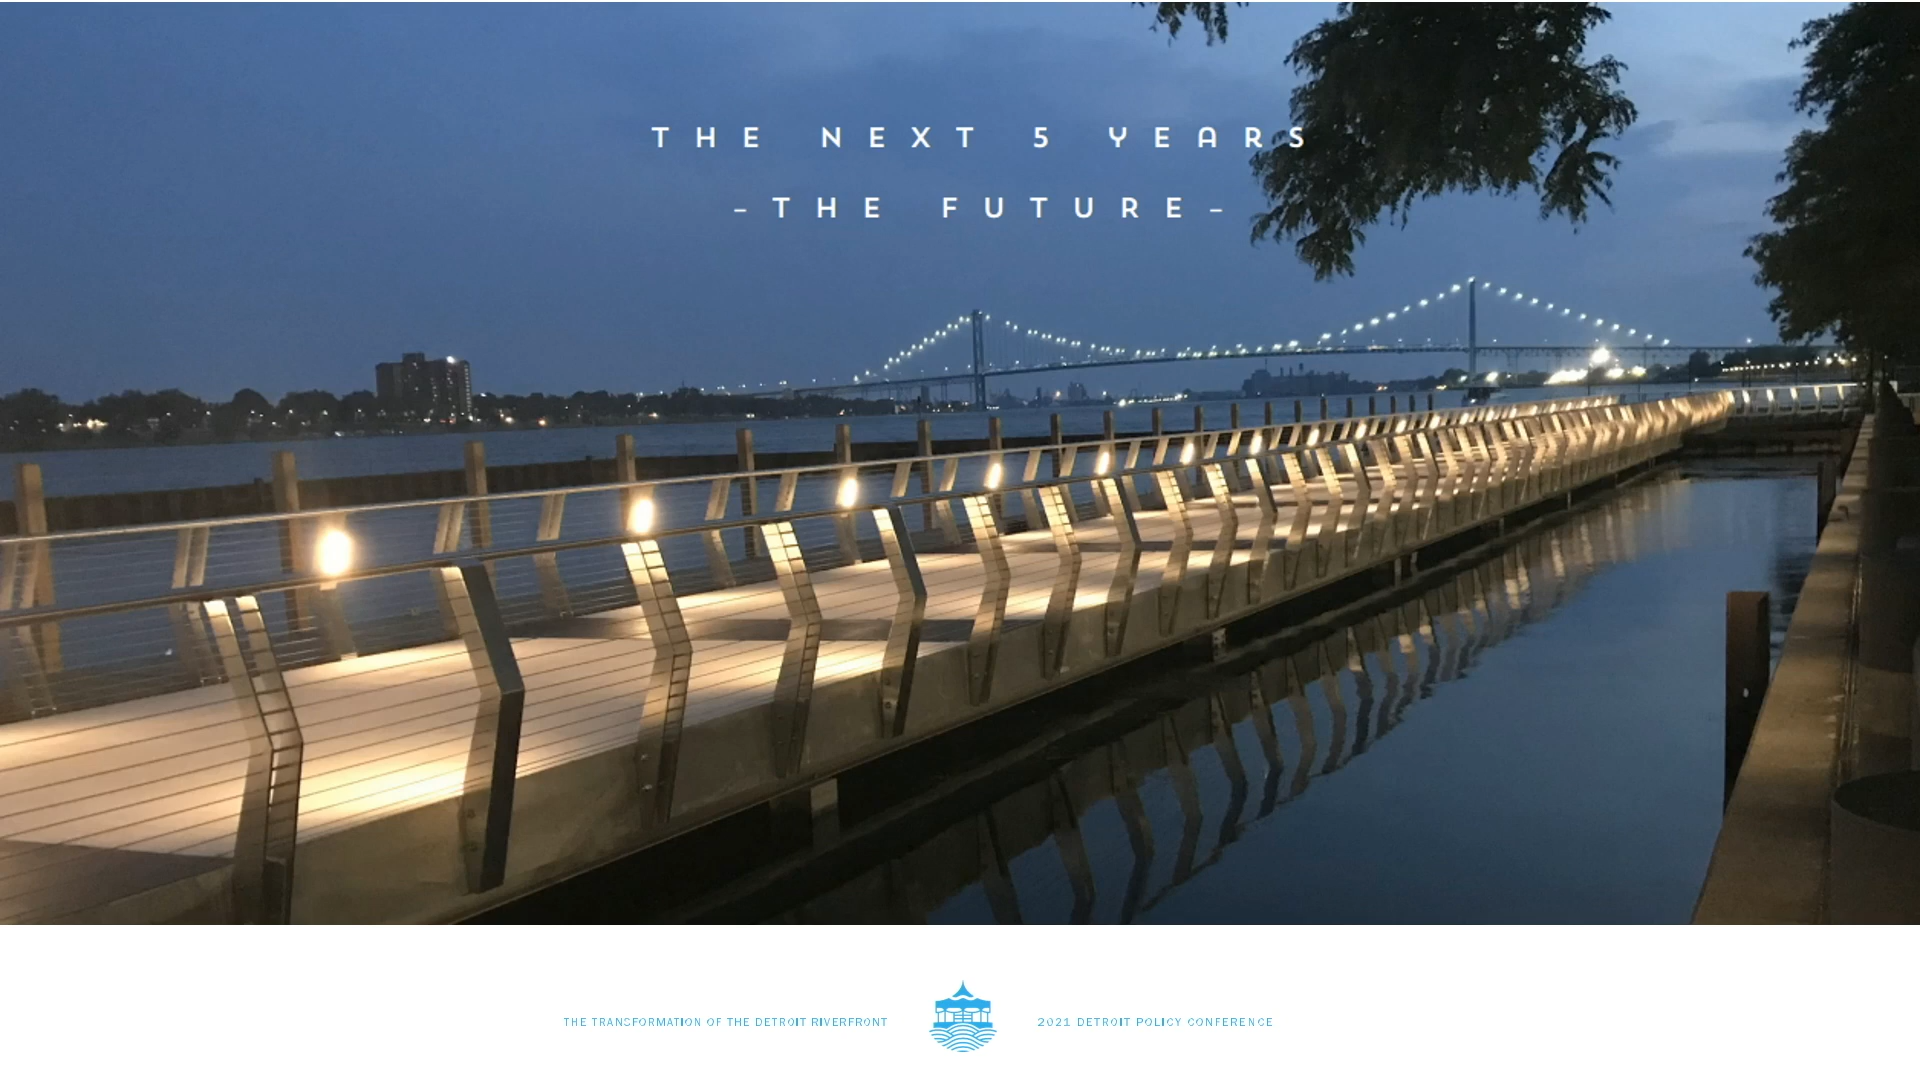 THE NEXT 5 YEARS
–THE FUTURE–
THE TRANSFORMATION OF THE DETROIT RIVERFRONT
2021 DETROIT POLICY CONFERENCE